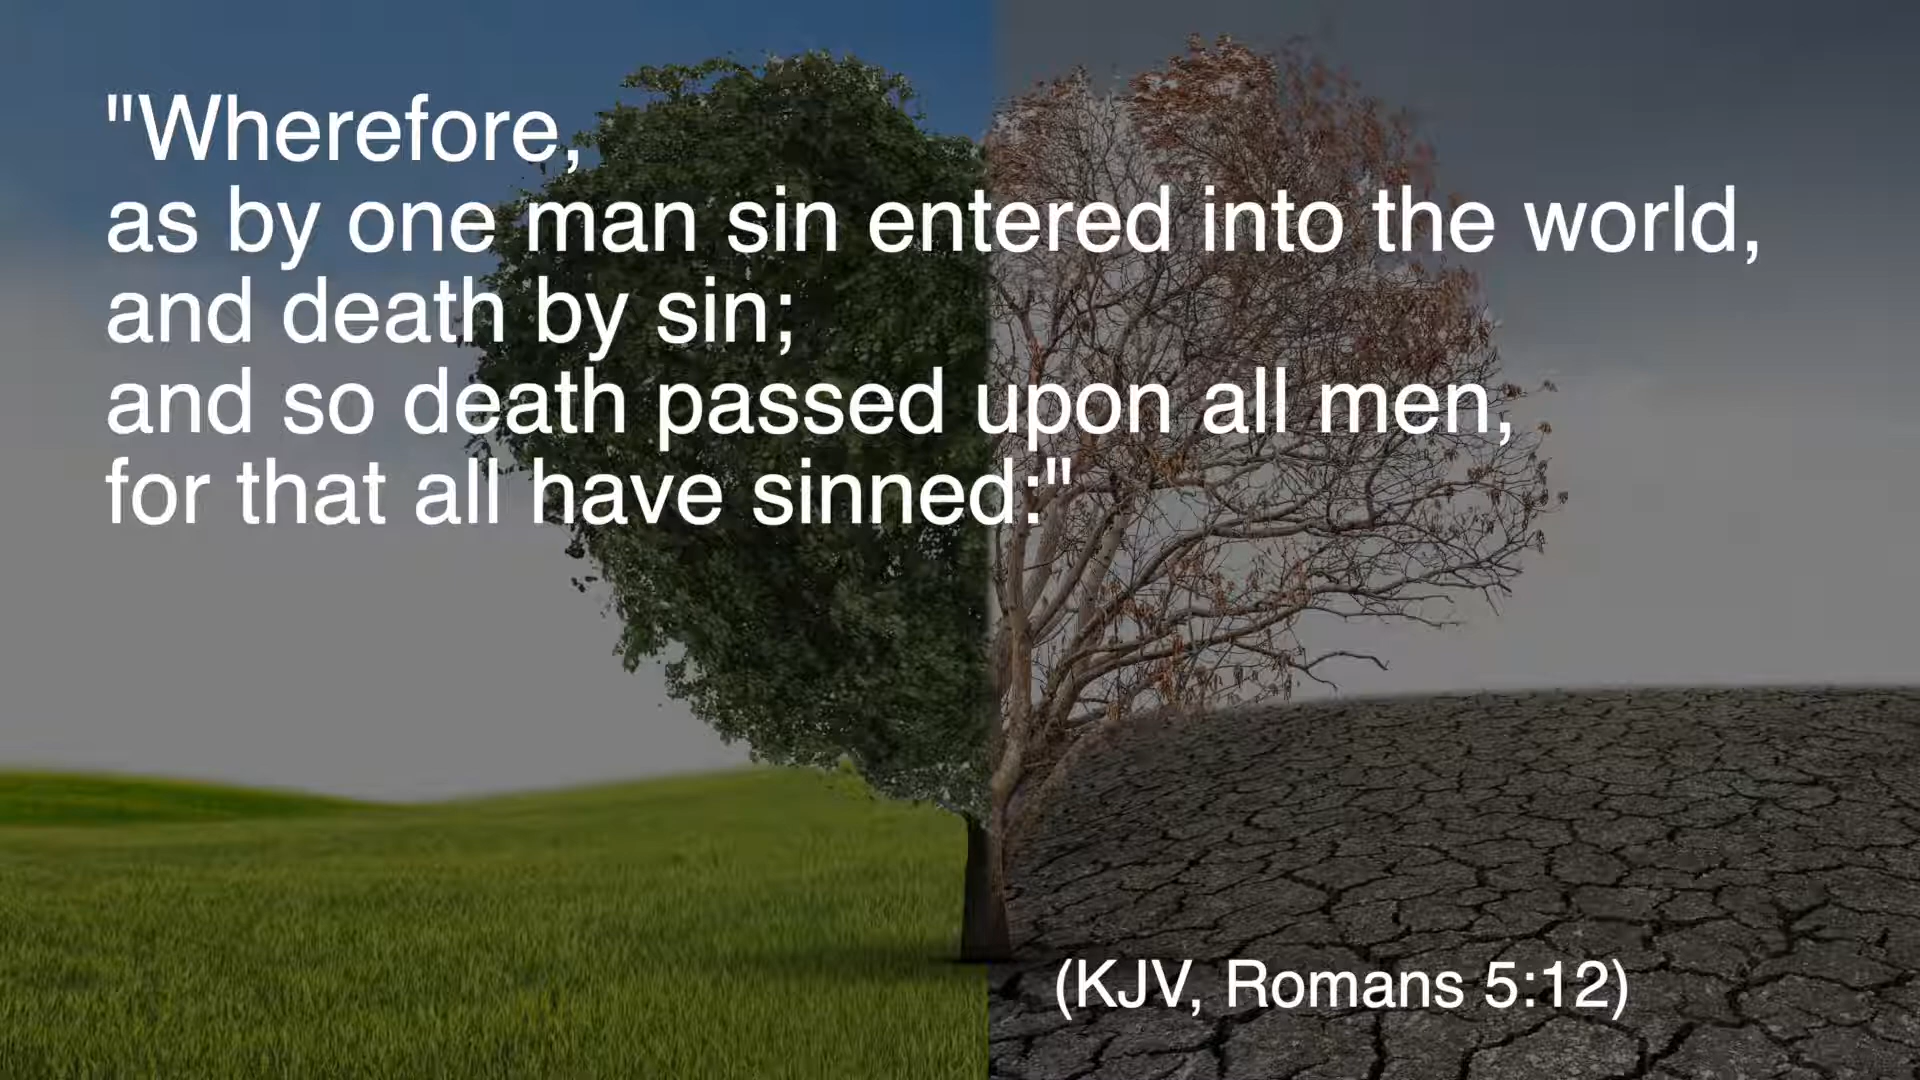 "Wherefore,
as by one man sin entered into the world,
and death by sin;
and so death passed upon all men,
for that all have sinned:"
(KJV, Romans 5:12)